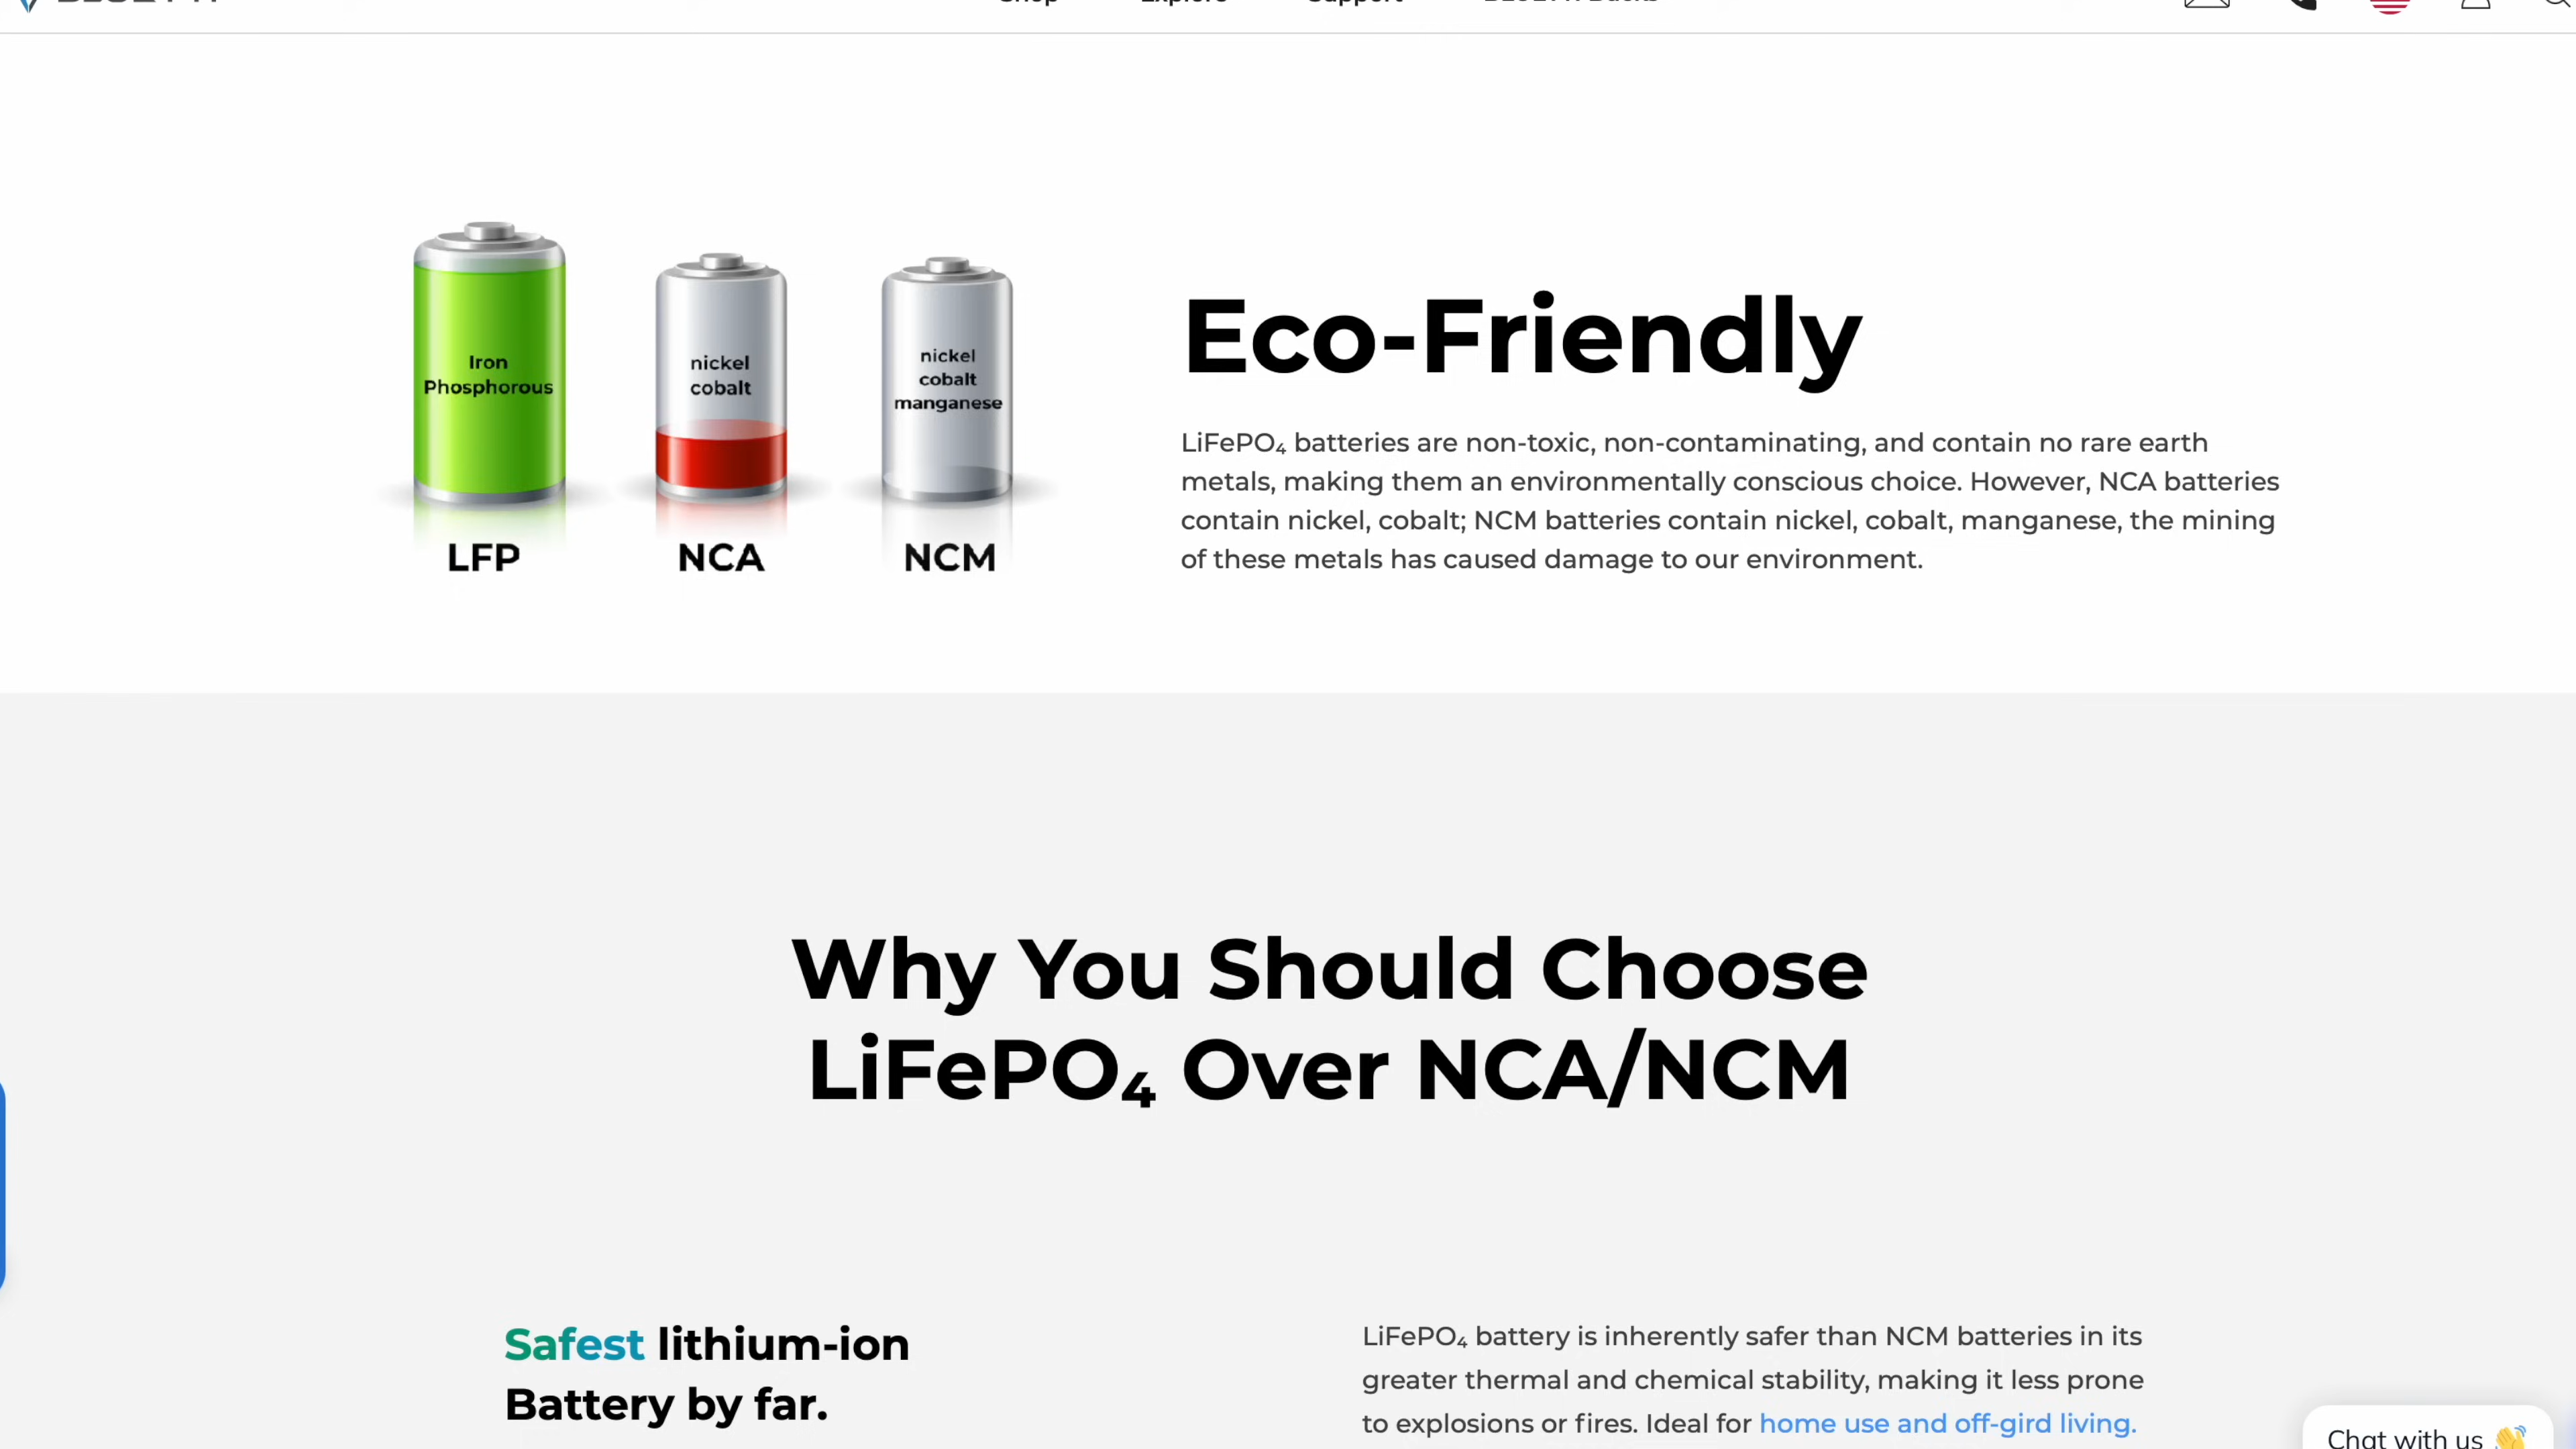 Shop Explore Support
Iron
Phosphorous
nickel
cobalt
nickel
cobalt
manganese
LFP NCA NCM
Eco-Friendly
LiFePO₄ batteries are non-toxic, non-contaminating, and contain no rare earth
metals, making them an environmentally conscious choice. However, NCA batteries
contain nickel, cobalt; NCM batteries contain nickel, cobalt, manganese, the mining
of these metals has caused damage to our environment.
Why You Should Choose
LiFePO₄ Over NCA/NCM
Safest lithium-ion
Battery by far.
LiFePO₄ battery is inherently safer than NCM batteries in its
greater thermal and chemical stability, making it less prone
to explosions or fires. Ideal for home use and off-gird living.
Chat with us 👋